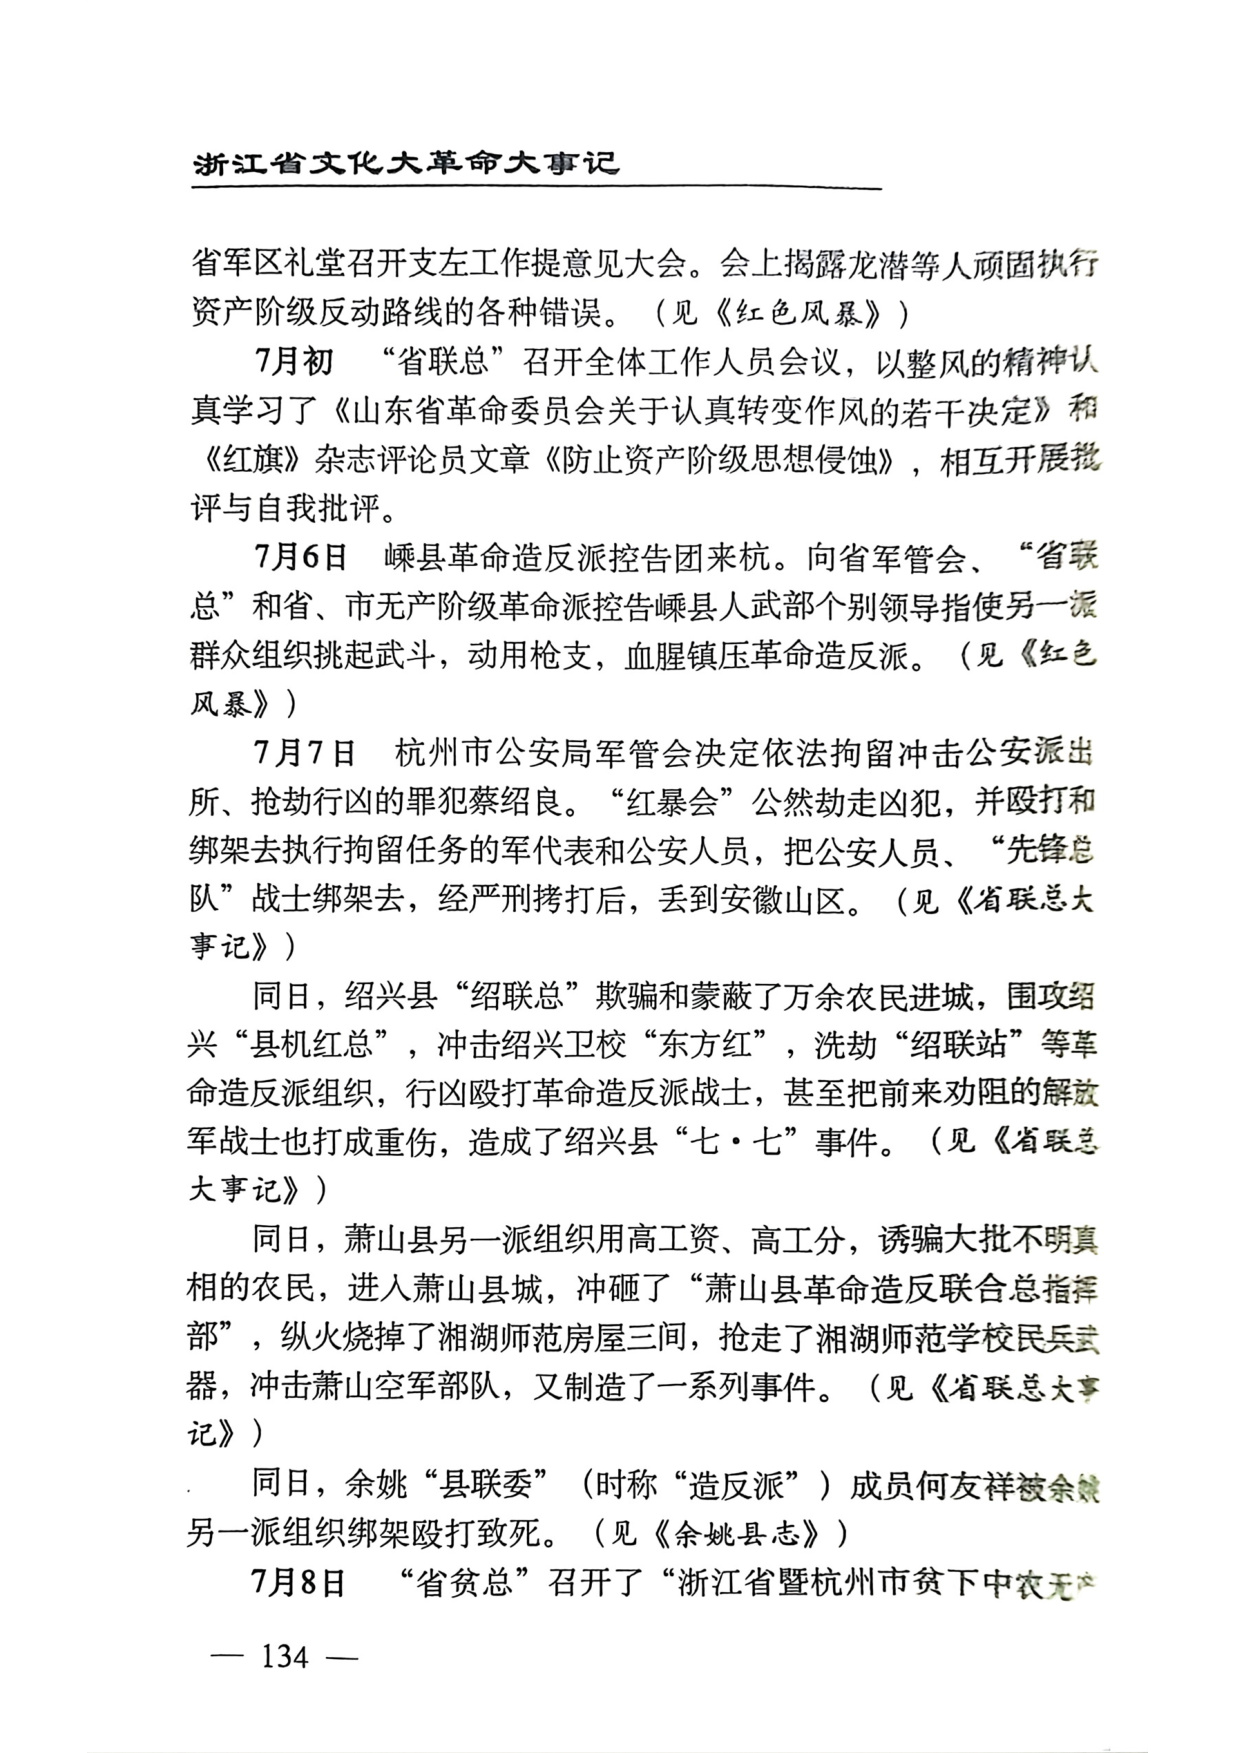 浙江省文化大革命大事记
省军区礼堂召开支左工作提意见大会。会上揭露龙潜等人顽固执行
资产阶级反动路线的各种错误。（见《红色风暴》）
7月初　“省联总”召开全体工作人员会议，以整风的精神认
真学习了《山东省革命委员会关于认真转变作风的若干决定》和
《红旗》杂志评论员文章《防止资产阶级思想侵蚀》，相互开展批
评与自我批评。
7月6日　嵊县革命造反派控告团来杭。向省军管会、“省联
总”和省、市无产阶级革命派控告嵊县人武部个别领导指使另一派
群众组织挑起武斗，动用枪支，血腥镇压革命造反派。（见《红色
风暴》）
7月7日　杭州市公安局军管会决定依法拘留冲击公安派出
所、抢劫行凶的罪犯蔡绍良。“红暴会”公然劫走凶犯，并殴打和
绑架去执行拘留任务的军代表和公安人员，把公安人员、“先锋总
队”战士绑架去，经严刑拷打后，丢到安徽山区。（见《省联总大
事记》）
同日，绍兴县“绍联总”欺骗和蒙蔽了万余农民进城，围攻绍
兴“县机红总”，冲击绍兴卫校“东方红”，洗劫“绍联站”等革
命造反派组织，行凶殴打革命造反派战士，甚至把前来劝阻的解放
军战士也打成重伤，造成了绍兴县“七·七”事件。（见《省联总
大事记》）
同日，萧山县另一派组织用高工资、高工分，诱骗大批不明真
相的农民，进入萧山县城，冲砸了“萧山县革命造反联合总指挥
部”，纵火烧掉了湘湖师范房屋三间，抢走了湘湖师范学校民兵武
器，冲击萧山空军部队，又制造了一系列事件。（见《省联总大事
记》）
同日，余姚“县联委”（时称“造反派”）成员何友祥被余姚
另一派组织绑架殴打致死。（见《余姚县志》）
7月8日　“省贫总”召开了“浙江省暨杭州市贫下中农无产
— 134 —